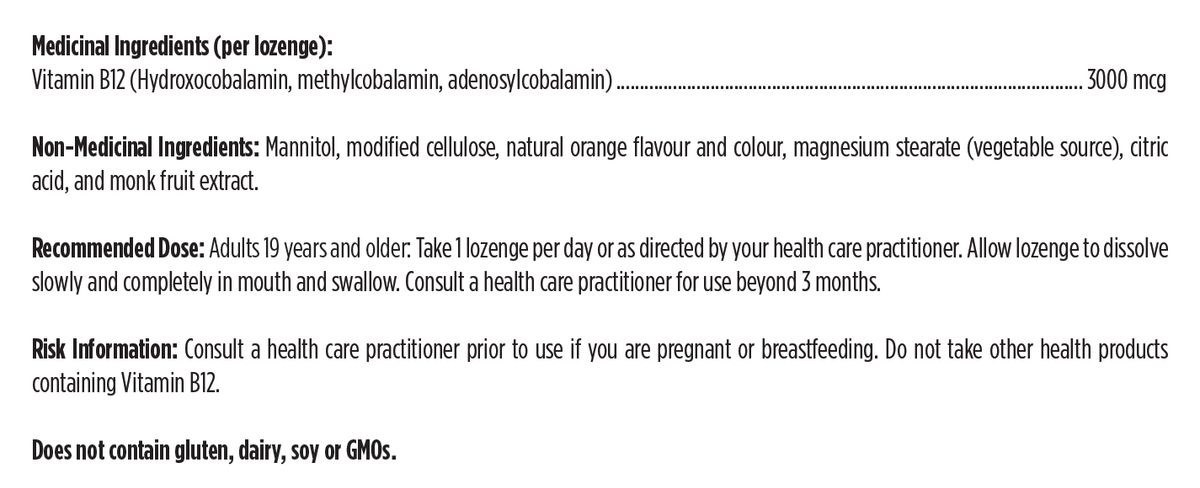 Medicinal Ingredients (per lozenge):
Vitamin B12 (Hydroxocobalamin, methylcobalamin, adenosylcobalamin) .................................................................................................... 3000 mcg
Non-Medicinal Ingredients: Mannitol, modified cellulose, natural orange flavour and colour, magnesium stearate (vegetable source), citric
acid, and monk fruit extract.
Recommended Dose: Adults 19 years and older: Take 1 lozenge per day or as directed by your health care practitioner. Allow lozenge to dissolve
slowly and completely in mouth and swallow. Consult a health care practitioner for use beyond 3 months.
Risk Information: Consult a health care practitioner prior to use if you are pregnant or breastfeeding. Do not take other health products
containing Vitamin B12.
Does not contain gluten, dairy, soy or GMOs.